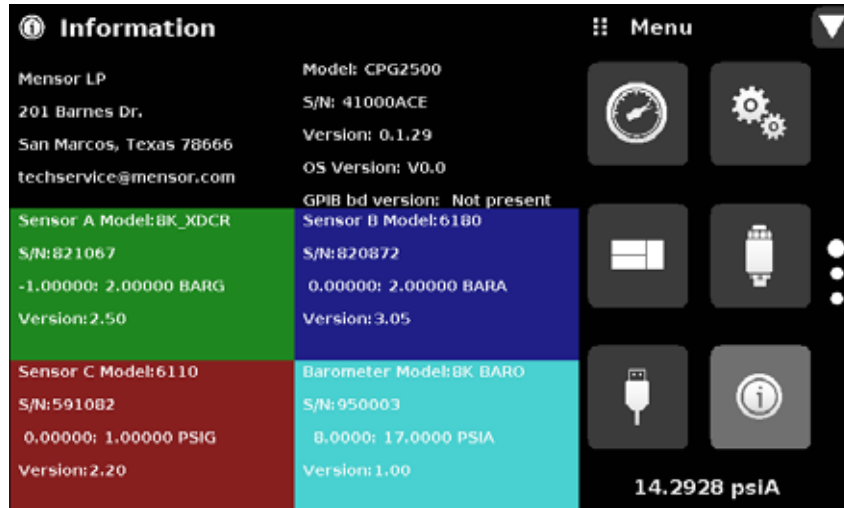 Information
Mensor LP
201 Barnes Dr.
San Marcos, Texas 78666
techservice@mensor.com
Model: CPG2500
S/N: 41000ACE
Version: 0.1.29
OS Version: V0.0
GPIB bd version: Not present
Sensor A Model:8K_XDCR
S/N:821067
-1.00000: 2.00000 BARG
Version:2.50
Sensor B Model:6180
S/N:820872
0.00000: 2.00000 BARA
Version:3.05
Sensor C Model:6110
S/N:591082
0.00000: 1.00000 PSIG
Version:2.20
Barometer Model:8K BARO
S/N:950003
8.0000: 17.0000 PSIA
Version:1.00
Menu
14.2928 psiA